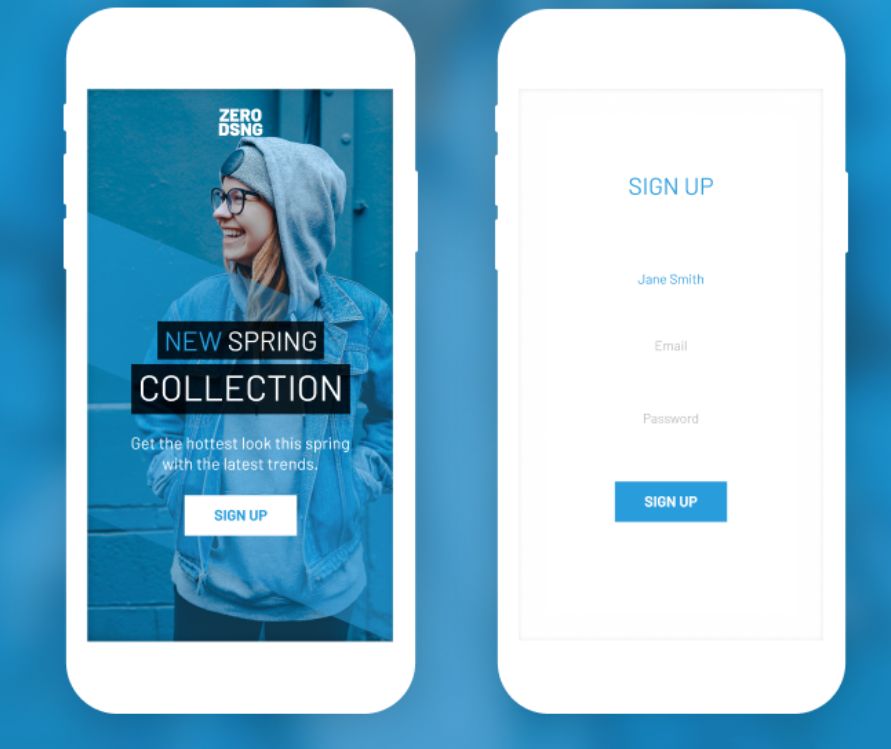 ZERO
DSNG
NEW SPRING
COLLECTION
Get the hottest look this spring
with the latest trends.
SIGN UP
SIGN UP
Jane Smith
Email
Password
SIGN UP